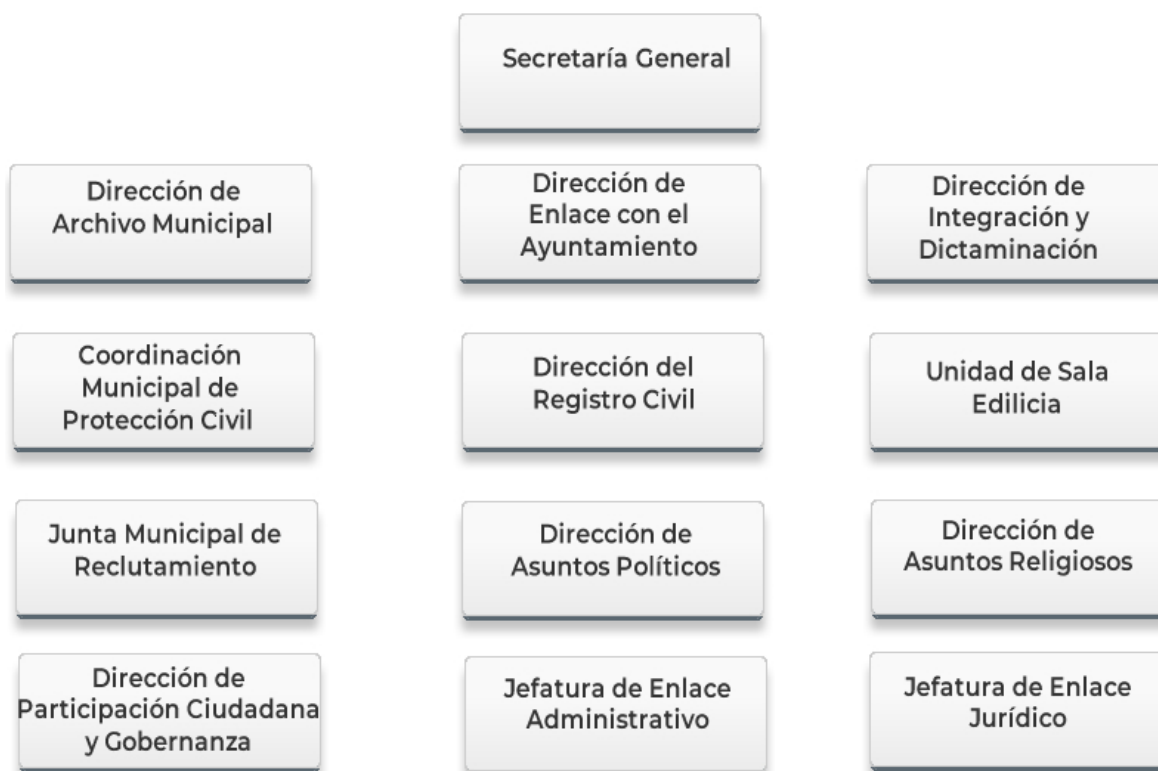 Secretaría General
Dirección de
Archivo Municipal
Dirección de
Enlace con el
Ayuntamiento
Dirección de
Integración y
Dictaminación
Coordinación
Municipal de
Protección Civil
Dirección del
Registro Civil
Unidad de Sala
Edilicia
Junta Municipal de
Reclutamiento
Dirección de
Asuntos Políticos
Dirección de
Asuntos Religiosos
Dirección de
Participación Ciudadana
y Gobernanza
Jefatura de Enlace
Administrativo
Jefatura de Enlace
Jurídico